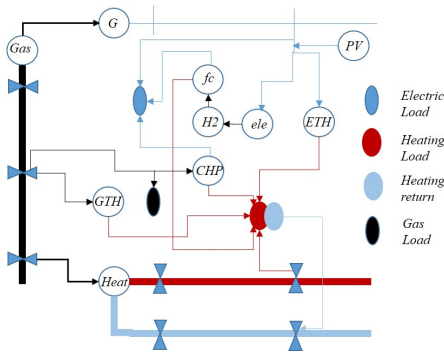 G
Gas
PV
fc
H2
ele
ETH
CHP
GTH
Heat
Electric
Load
Heating
Load
Heating
return
Gas
Load